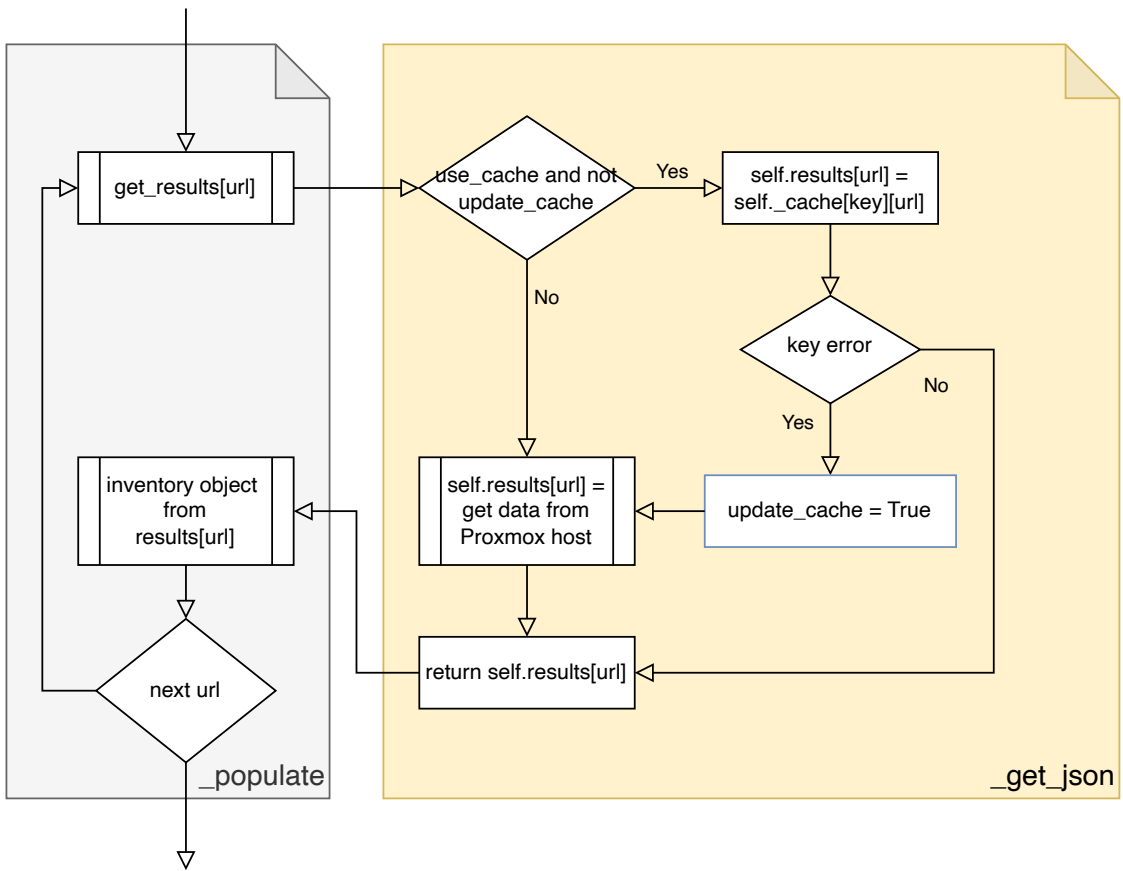 get_results[url]
use_cache and not
update_cache
Yes
self.results[url] =
self._cache[key][url]
No
key error
No
Yes
inventory object
from
results[url]
self.results[url] =
get data from
Proxmox host
update_cache = True
return self.results[url]
next url
_populate
_get_json